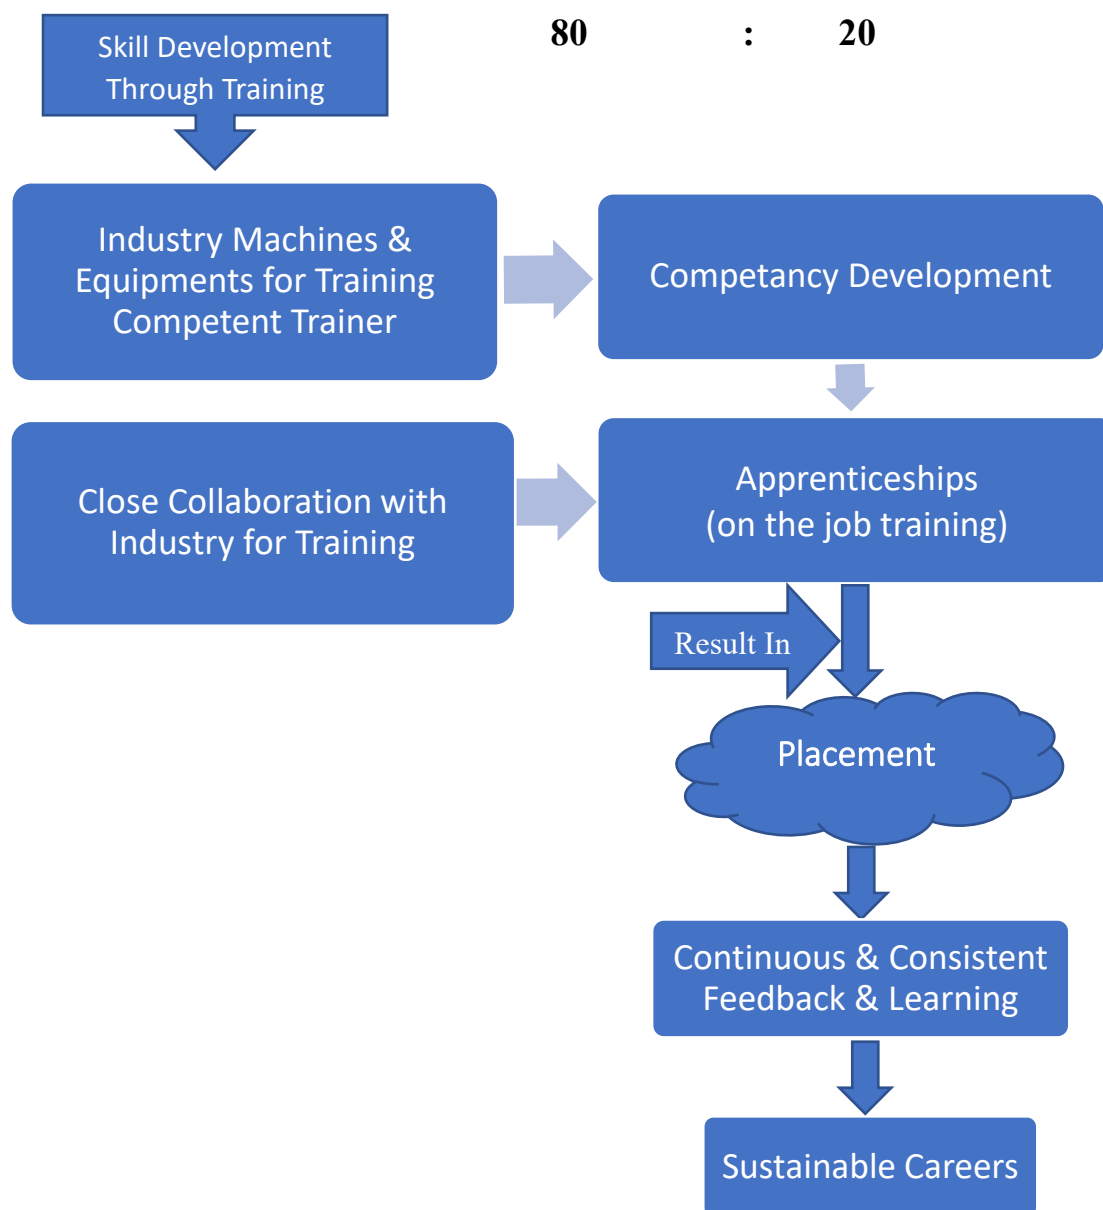 80 : 20
Skill Development
Through Training
Industry Machines &
Equipments for Training
Competent Trainer
Competancy Development
Close Collaboration with
Industry for Training
Apprenticeships
(on the job training)
Result In
Placement
Continuous & Consistent
Feedback & Learning
Sustainable Careers